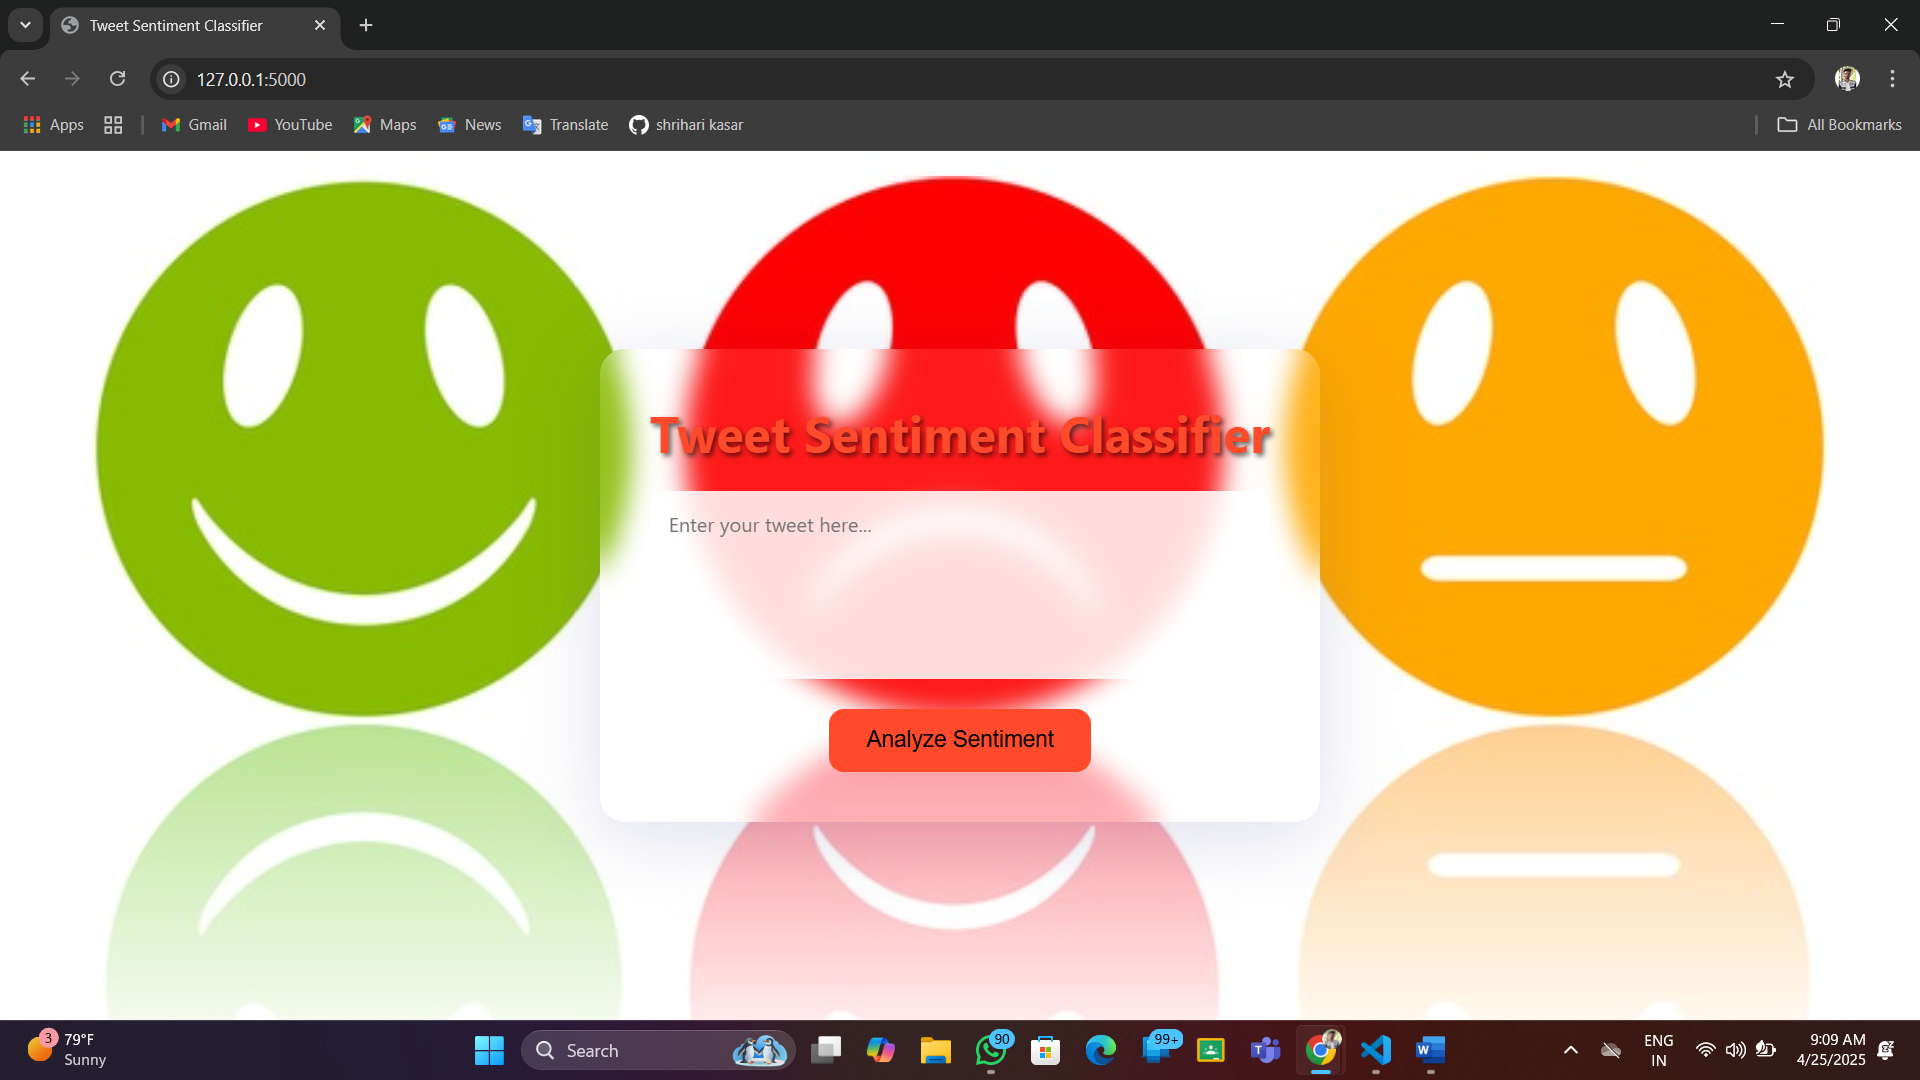 Tweet Sentiment Classifier
127.0.0.1:5000
Apps Gmail YouTube Maps News Translate shrihari kasar All Bookmarks
Tweet Sentiment Classifier
Enter your tweet here...
Analyze Sentiment
3
79°F
Sunny
Search
90
99+
ENG
IN
9:09 AM
4/25/2025